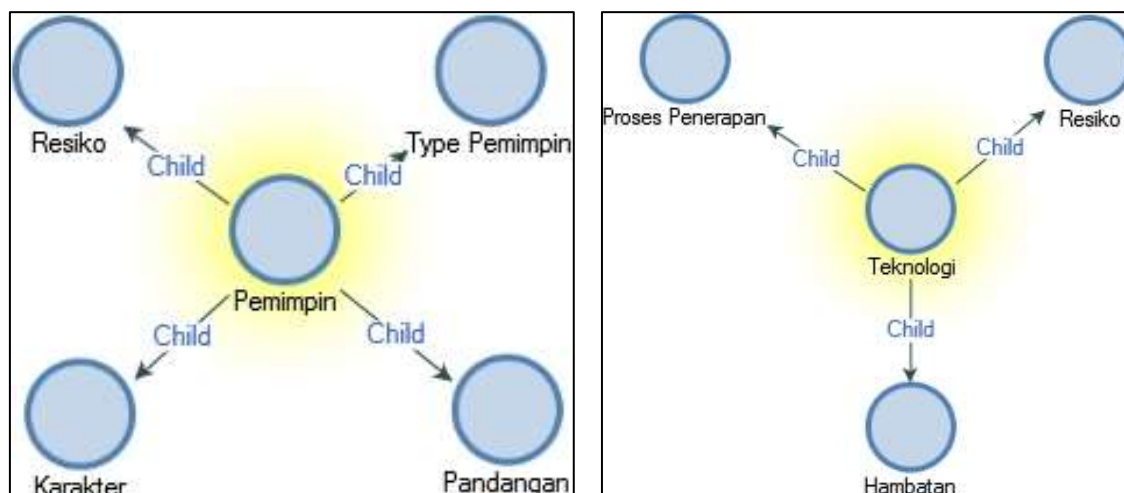 Resiko
Type Pemimpin
Child
Child
Pemimpin
Child
Child
Karakter
Pandangan
Proses Penerapan
Resiko
Child
Child
Teknologi
Child
Hambatan